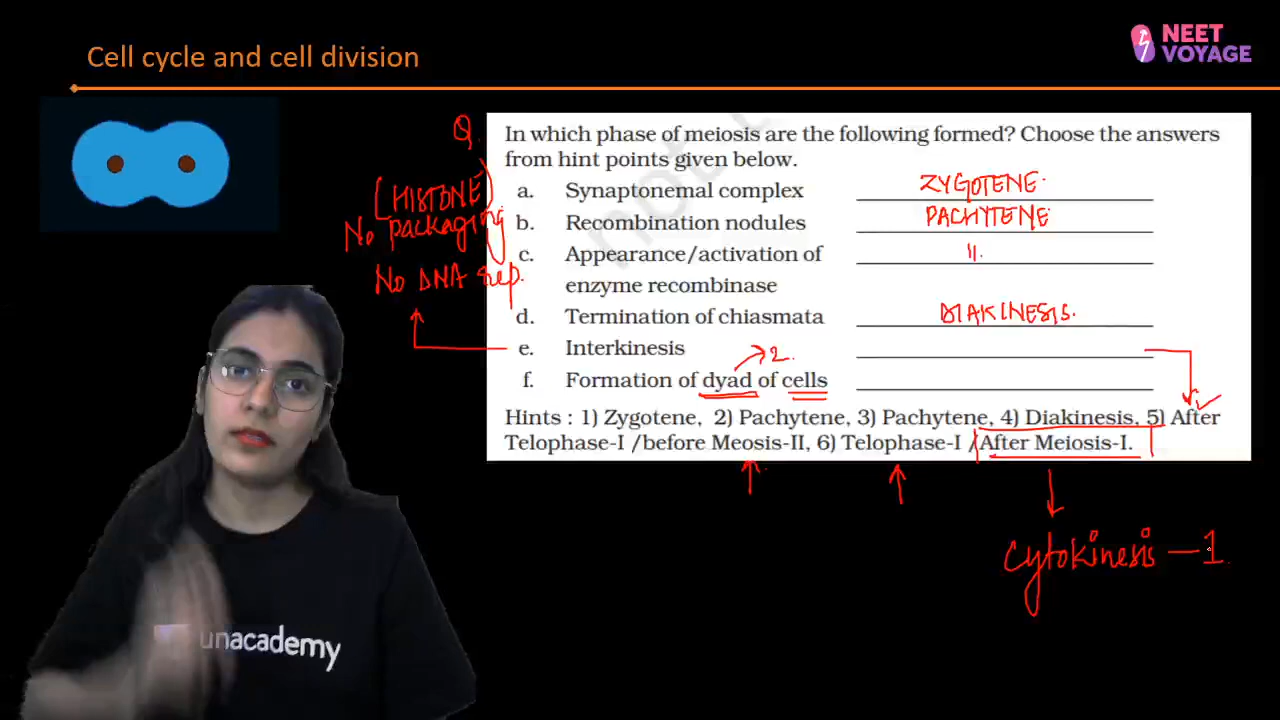 Cell cycle and cell division
NEET
VOYAGE
Q.
In which phase of meiosis are the following formed? Choose the answers
from hint points given below.
a. Synaptonemal complex ZYGOTENE.
(HISTONE)
No packaging
b. Recombination nodules PACHYTENE
c. Appearance/activation of 11.
enzyme recombinase
No DNA rep.
d. Termination of chiasmata DIAKINESIS.
e. Interkinesis
2.
f. Formation of dyad of cells
Hints : 1) Zygotene, 2) Pachytene, 3) Pachytene, 4) Diakinesis, 5) After
Telophase-I /before Meosis-II, 6) Telophase-I /After Meiosis-I.
Cytokinesis - 1
unacademy